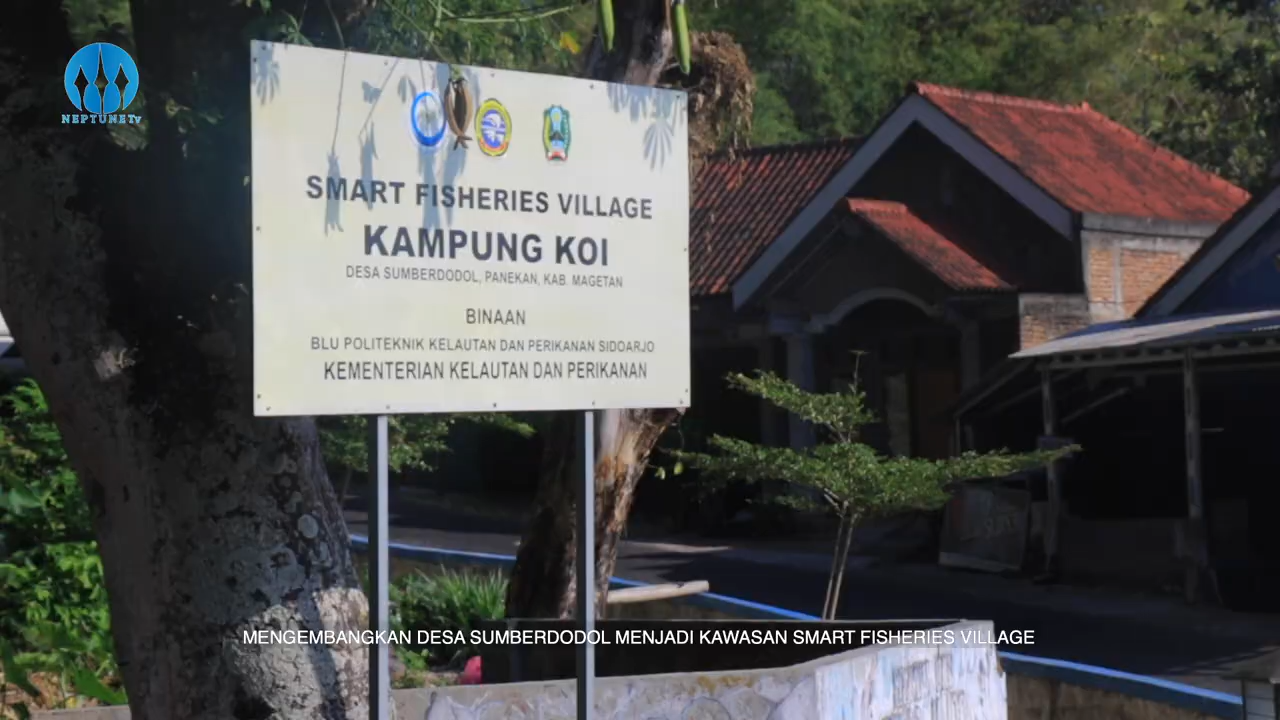 NEPTUNETv
SMART FISHERIES VILLAGE
KAMPUNG KOI
DESA SUMBERDODOL, PANEKAN, KAB. MAGETAN
BINAAN
BLU POLITEKNIK KELAUTAN DAN PERIKANAN SIDOARJO
KEMENTERIAN KELAUTAN DAN PERIKANAN
MENGEMBANGKAN DESA SUMBERDODOL MENJADI KAWASAN SMART FISHERIES VILLAGE